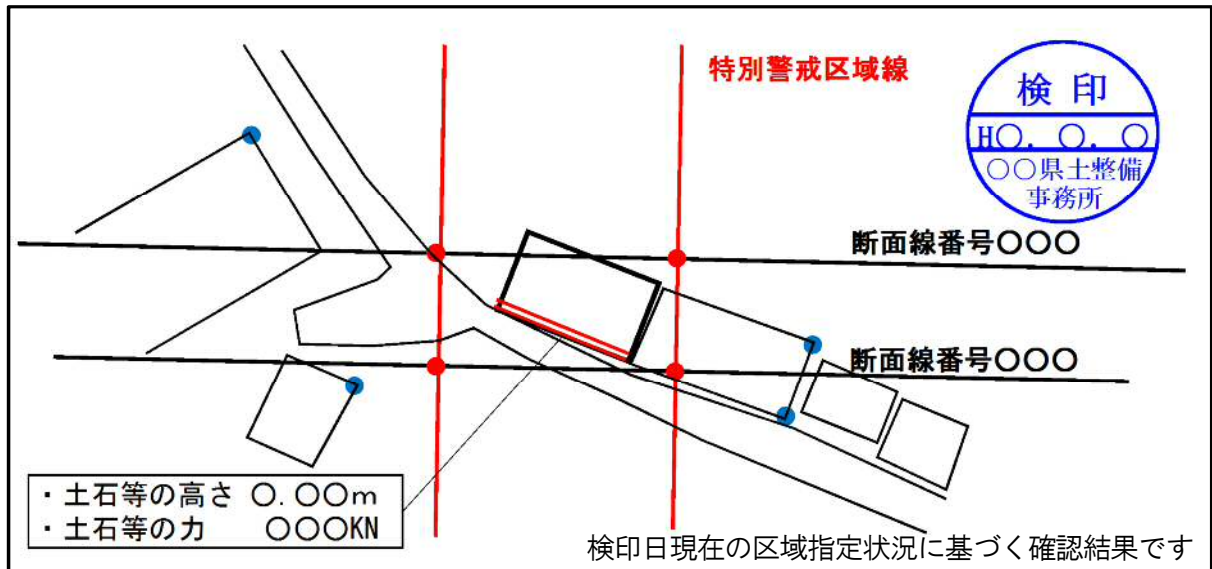 特別警戒区域線
検印
H〇. 〇. 〇
〇〇県土整備
事務所
断面線番号〇〇〇
断面線番号〇〇〇
・土石等の高さ 〇.〇〇m
・土石等の力 〇〇〇KN
検印日現在の区域指定状況に基づく確認結果です